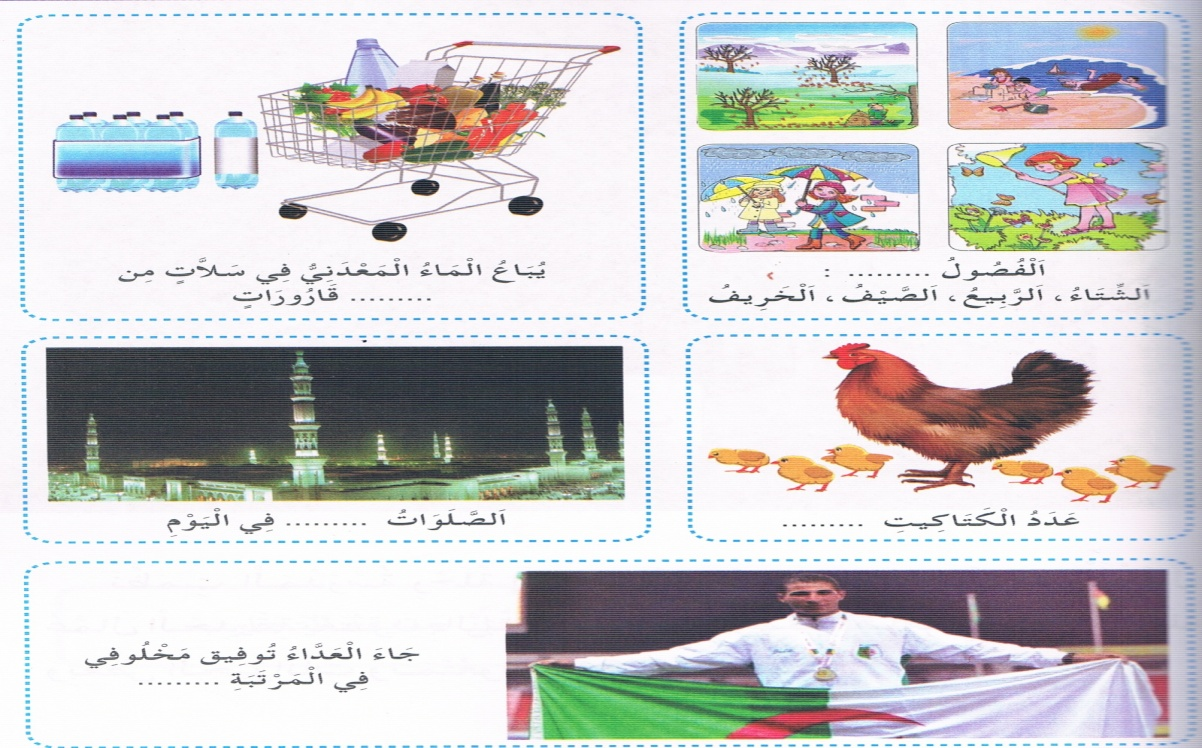 اَلْفُصُولُ ......... :
اَلشِّتَاءُ ، اَلرَّبِيعُ ، اَلصَّيْفُ ، اَلْخَرِيفُ
يُبَاعُ الْمَاءُ الْمَعْدَنِيُّ فِي سَلاَّتٍ مِن
......... قَارُورَاتٍ
عَدَدُ الْكَتَاكِيتِ .........
اَلصَّلَوَاتُ ......... فِي الْيَوْمِ
جَاءَ الْعَدَّاءُ تُوفِيق مَخْلُوفِي
فِي الْمَرْتَبَةِ .........